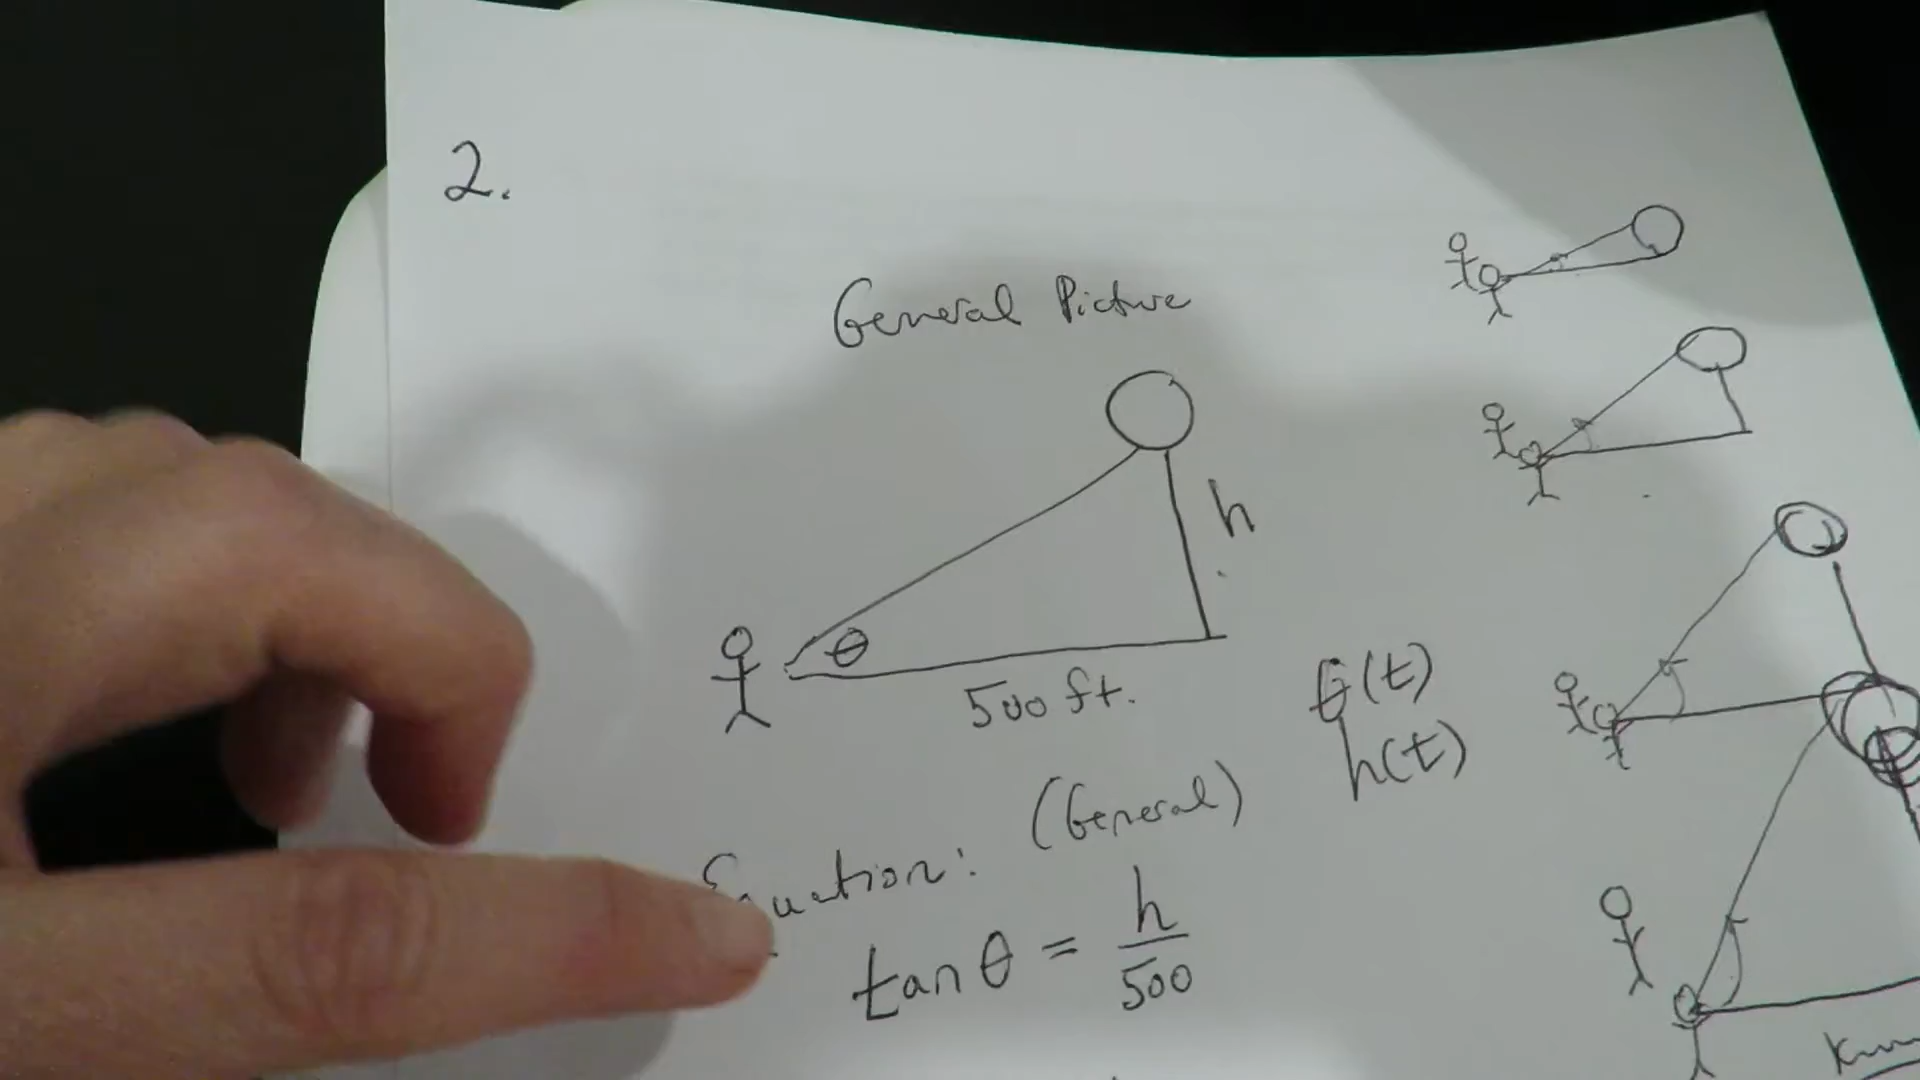 2.
General Picture
h
θ
500 ft.
θ(t)
h(t)
(General)
Equation:
tan θ = h/500